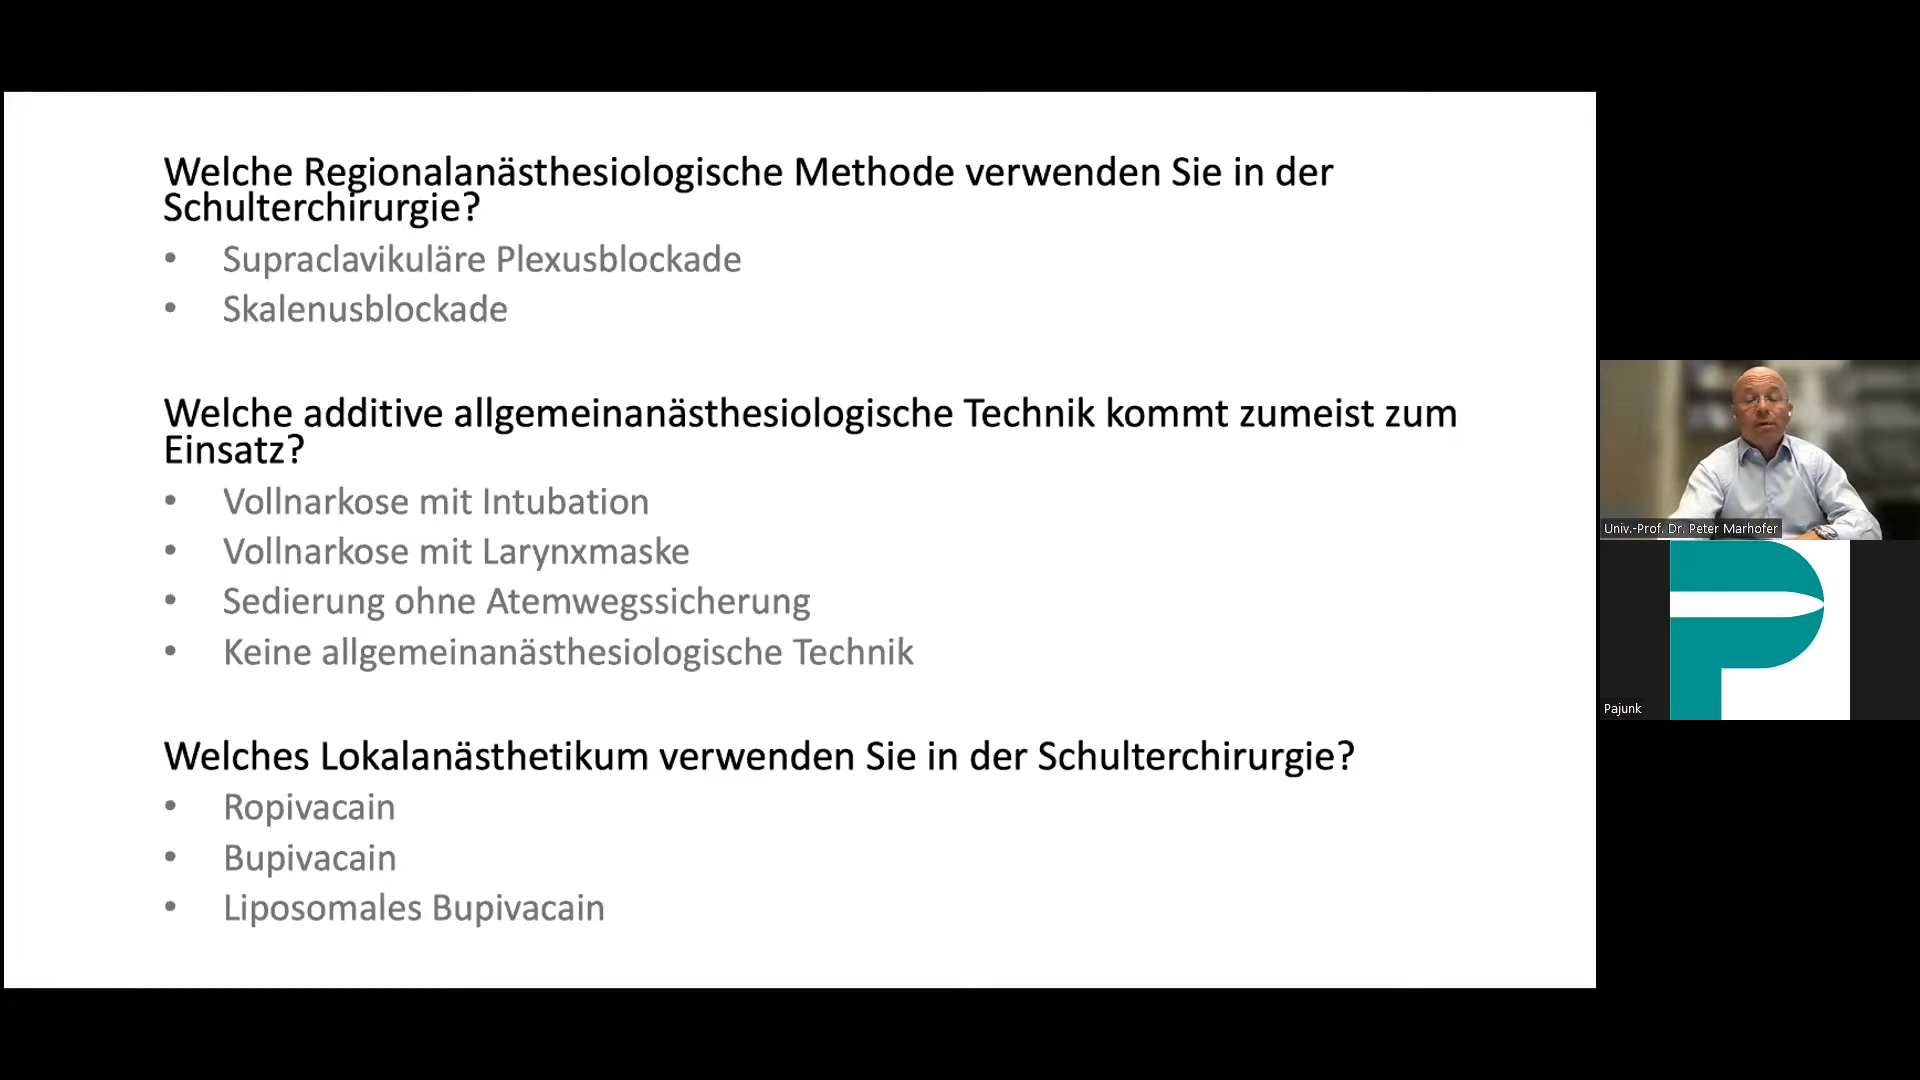 Welche Regionalanästhesiologische Methode verwenden Sie in der
Schulterchirurgie?
• Supraclavikuläre Plexusblockade
• Skalenusblockade
Welche additive allgemeinanästhesiologische Technik kommt zumeist zum
Einsatz?
• Vollnarkose mit Intubation
• Vollnarkose mit Larynxmaske
• Sedierung ohne Atemwegssicherung
• Keine allgemeinanästhesiologische Technik
Welches Lokalanästhetikum verwenden Sie in der Schulterchirurgie?
• Ropivacain
• Bupivacain
• Liposomales Bupivacain
Univ.-Prof. Dr. Peter Marhofer
Pajunk